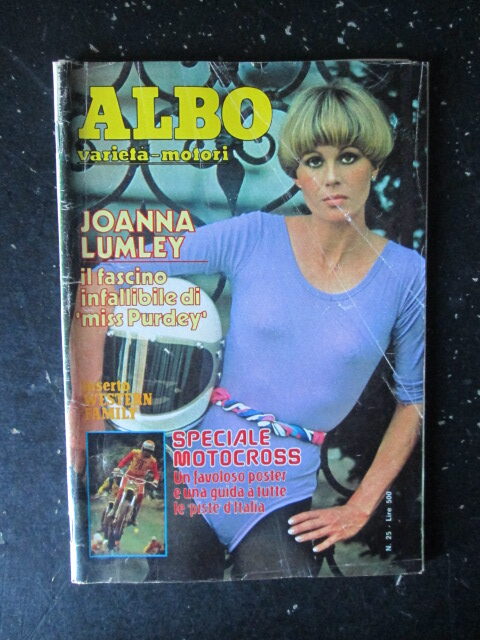 ALBO
varietà-motori
JOANNA
LUMLEY
il fascino
infallibile di
'miss Purdey'
inserto
WESTERN
FAMILY
SPECIALE
MOTOCROSS
Un favoloso poster
e una guida a tutte
le piste d'Italia
N. 25 - Lire 500